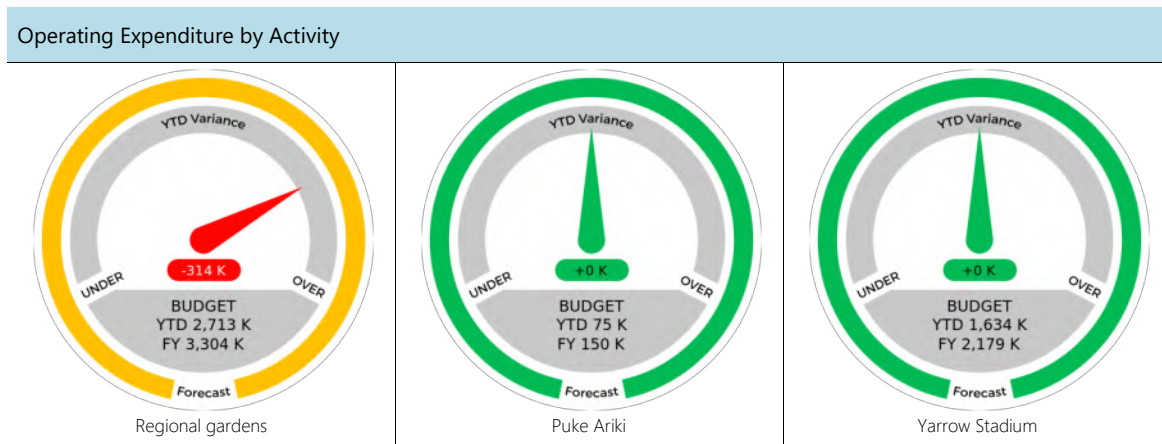 Operating Expenditure by Activity
YTD Variance
-314 K
UNDER
OVER
BUDGET
YTD 2,713 K
FY 3,304 K
Forecast
Regional gardens
YTD Variance
+0 K
UNDER
OVER
BUDGET
YTD 75 K
FY 150 K
Forecast
Puke Ariki
YTD Variance
+0 K
UNDER
OVER
BUDGET
YTD 1,634 K
FY 2,179 K
Forecast
Yarrow Stadium